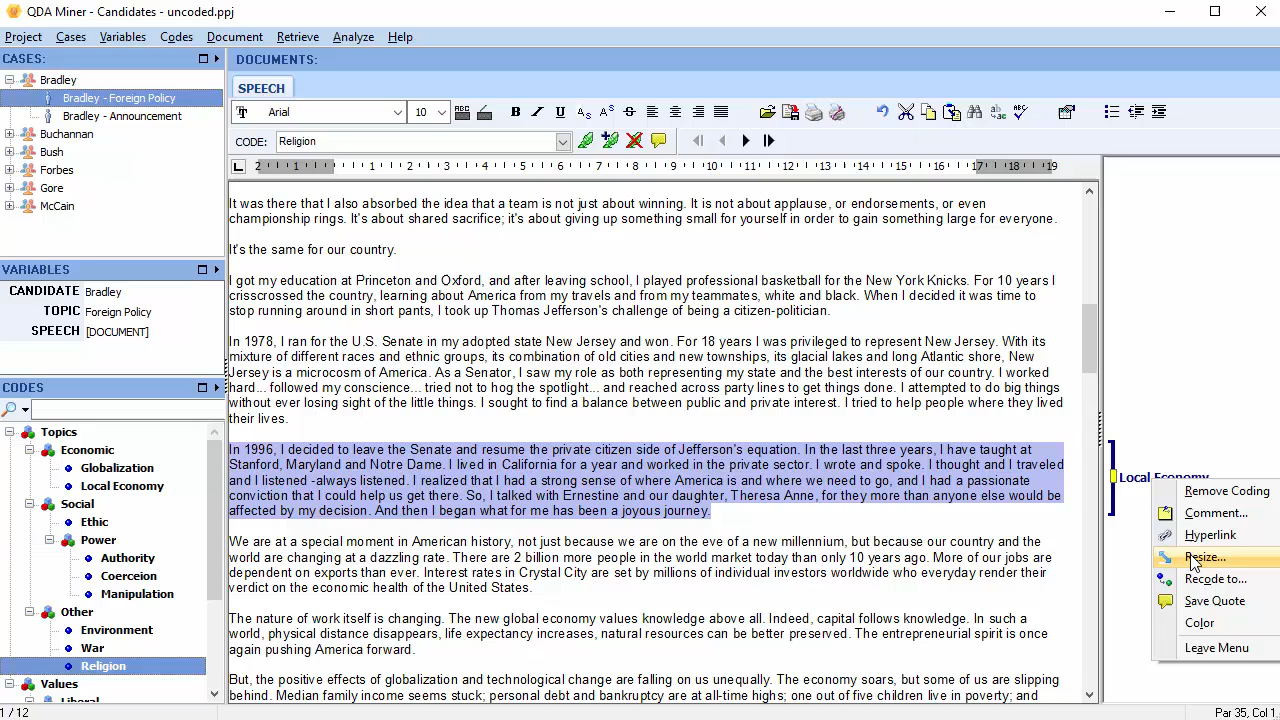 QDA Miner - Candidates - uncoded.ppj
Project Cases Variables Codes Document Retrieve Analyze Help
CASES:
Bradley
Bradley - Foreign Policy
Bradley - Announcement
Buchannan
Bush
Forbes
Gore
McCain
VARIABLES
CANDIDATE Bradley
TOPIC Foreign Policy
SPEECH [DOCUMENT]
CODES
Topics
Economic
Globalization
Local Economy
Social
Ethic
Power
Authority
Coerceion
Manipulation
Other
Environment
War
Religion
Values
Liberal
DOCUMENTS:
SPEECH
Arial 10 ABC B I U A A S
CODE: Religion
2 1 1 2 3 4 5 6 7 8 9 10 11 12 13 14 15 16 17 18 19
It was there that I also absorbed the idea that a team is not just about winning. It is not about applause, or endorsements, or even
championship rings. It's about shared sacrifice; it's about giving up something small for yourself in order to gain something large for everyone.
It's the same for our country.
I got my education at Princeton and Oxford, and after leaving school, I played professional basketball for the New York Knicks. For 10 years I
crisscrossed the country, learning about America from my travels and from my teammates, white and black. When I decided it was time to
stop running around in short pants, I took up Thomas Jefferson's challenge of being a citizen-politician.
In 1978, I ran for the U.S. Senate in my adopted state New Jersey and won. For 18 years I was privileged to represent New Jersey. With its
mixture of different races and ethnic groups, its combination of old cities and new townships, its glacial lakes and long Atlantic shore, New
Jersey is a microcosm of America. As a Senator, I saw my role as both representing my state and the best interests of our country. I worked
hard... followed my conscience... tried not to hog the spotlight... and reached across party lines to get things done. I attempted to do big things
without ever losing sight of the little things. I sought to find a balance between public and private interest. I tried to help people where they lived
their lives.
In 1996, I decided to leave the Senate and resume the private citizen side of Jefferson's equation. In the last three years, I have taught at
Stanford, Maryland and Notre Dame. I lived in California for a year and worked in the private sector. I wrote and spoke. I thought and I traveled
and I listened -always listened. I realized that I had a strong sense of where America is and where we need to go, and I had a passionate
conviction that I could help us get there. So, I talked with Ernestine and our daughter, Theresa Anne, for they more than anyone else would be
affected by my decision. And then I began what for me has been a joyous journey.
We are at a special moment in American history, not just because we are on the eve of a new millennium, but because our country and the
world are changing at a dazzling rate. There are 2 billion more people in the world market today than only 10 years ago. More of our jobs are
dependent on exports than ever. Interest rates in Crystal City are set by millions of individual investors worldwide who everyday render their
verdict on the economic health of the United States.
The nature of work itself is changing. The new global economy values knowledge above all. Indeed, capital follows knowledge. In such a
world, physical distance disappears, life expectancy increases, natural resources can be better preserved. The entrepreneurial spirit is once
again pushing America forward.
But, the positive effects of globalization nd technological change are falling on us unequally. The economy soars, but some of us are slipping
behind. Median family income seems stuck; personal debt and bankruptcy are at all-time highs; one out of five children live in poverty; and
Local Economy
Remove Coding
Comment...
Hyperlink
Resize...
Recode to...
Save Quote
Color
Leave Menu
1 / 12
Par 35, Col 1,